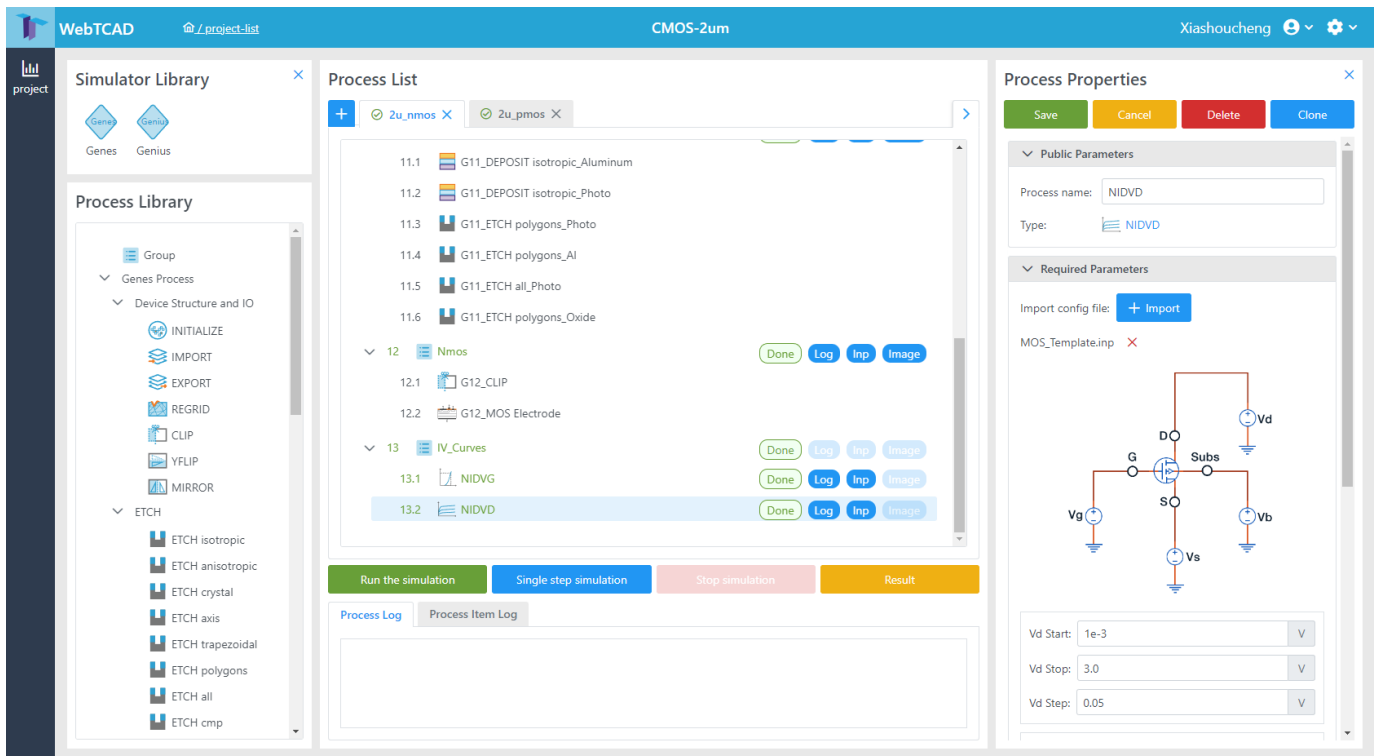 WebTCAD
/ project-list
CMOS-2um
Xiashoucheng
project
Simulator Library
Genes
Genius
Genes
Genius
Process Library
Group
Genes Process
Device Structure and IO
INITIALIZE
IMPORT
EXPORT
REGRID
CLIP
YFLIP
MIRROR
ETCH
ETCH isotropic
ETCH anisotropic
ETCH crystal
ETCH axis
ETCH trapezoidal
ETCH polygons
ETCH all
ETCH cmp
Process List
2u_nmos
2u_pmos
11.1 G11_DEPOSIT isotropic_Aluminum
11.2 G11_DEPOSIT isotropic_Photo
11.3 G11_ETCH polygons_Photo
11.4 G11_ETCH polygons_Al
11.5 G11_ETCH all_Photo
11.6 G11_ETCH polygons_Oxide
12 Nmos Done Log Inp Image
12.1 G12_CLIP
12.2 G12_MOS Electrode
13 IV_Curves Done Log Inp Image
13.1 NIDVG Done Log Inp Image
13.2 NIDVD Done Log Inp Image
Run the simulation
Single step simulation
Stop simulation
Result
Process Log
Process Item Log
Process Properties
Save
Cancel
Delete
Clone
Public Parameters
Process name: NIDVD
Type: NIDVD
Required Parameters
Import config file: + Import
MOS_Template.inp
Vd
D
G
Subs
S
Vg
Vb
Vs
Vd Start: 1e-3 V
Vd Stop: 3.0 V
Vd Step: 0.05 V